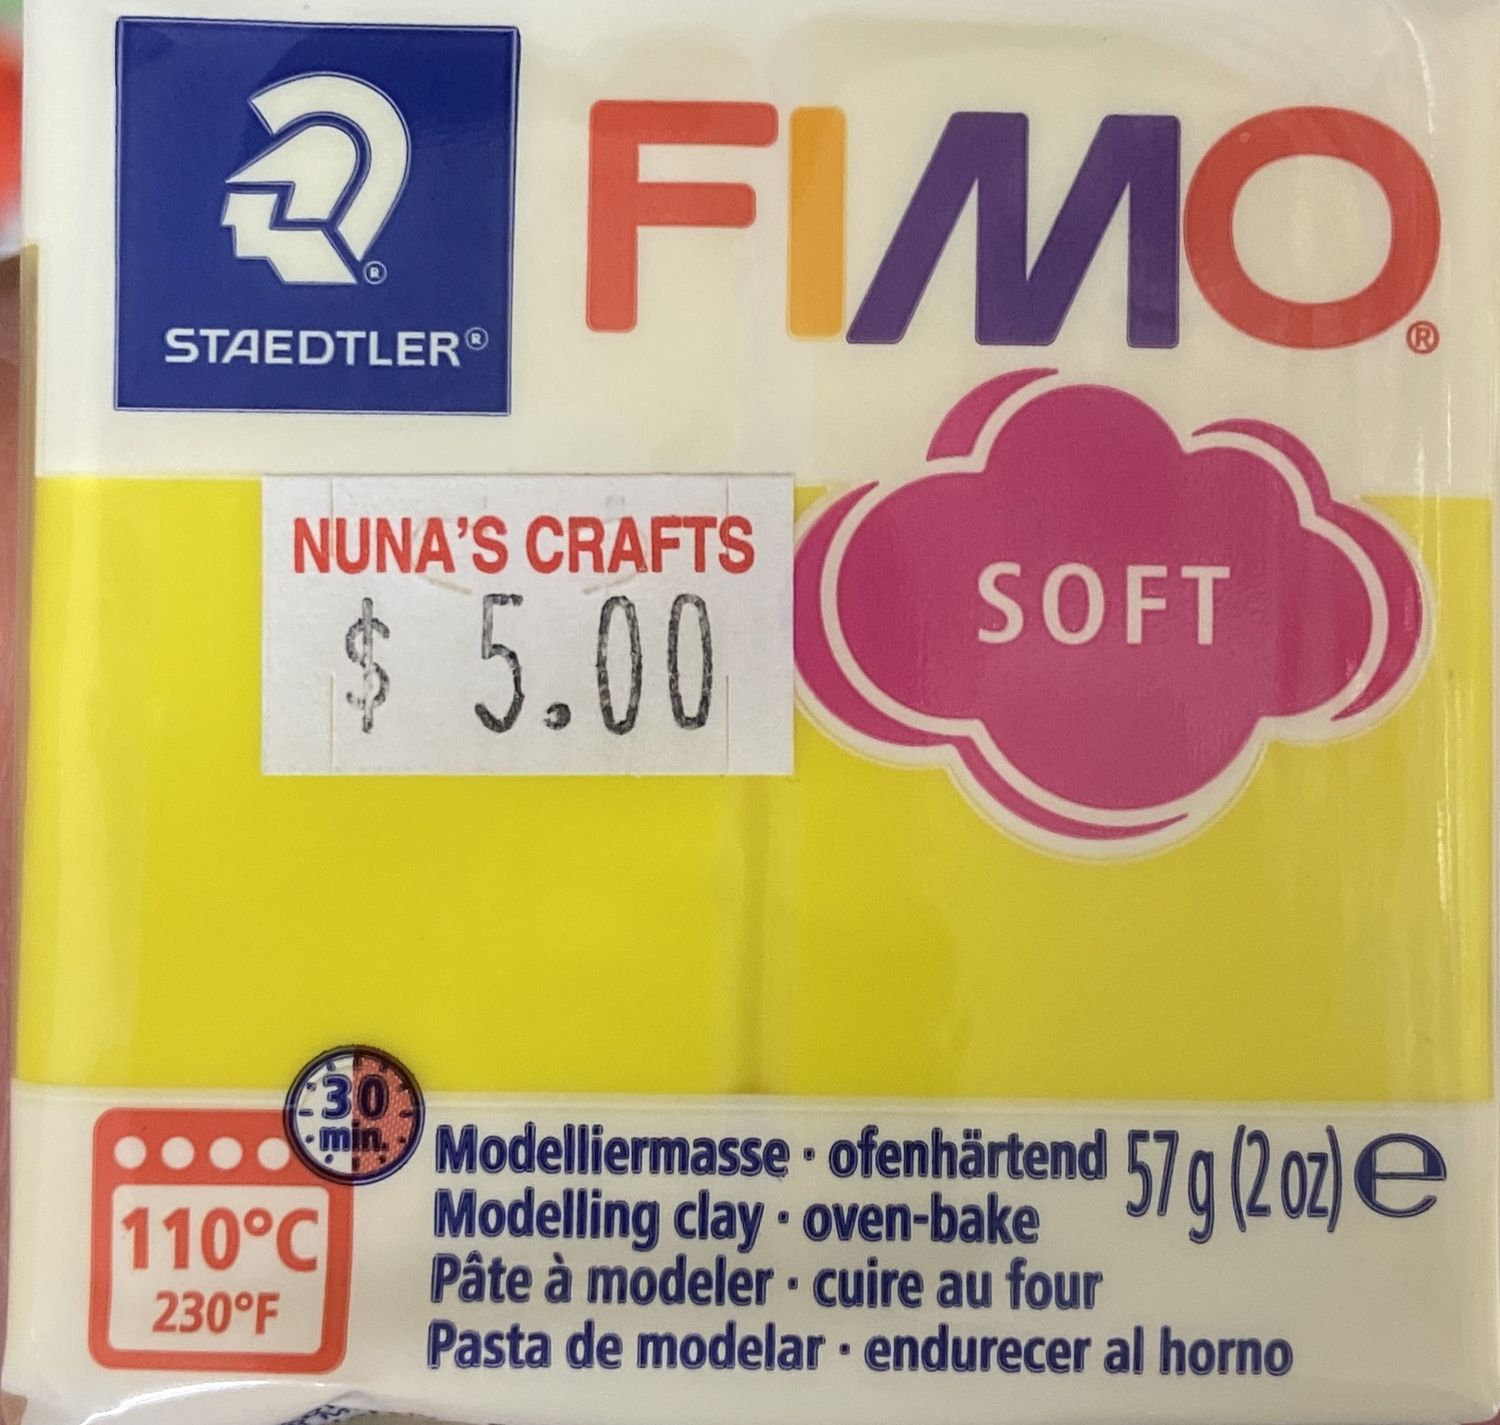 STAEDTLER®
FIMO®
SOFT
NUNA'S CRAFTS
$ 5.00
30
min.
110°C
230°F
Modelliermasse · ofenhärtend
Modelling clay · oven-bake
Pâte à modeler · cuire au four
Pasta de modelar · endurecer al horno
57 g (2 oz) e